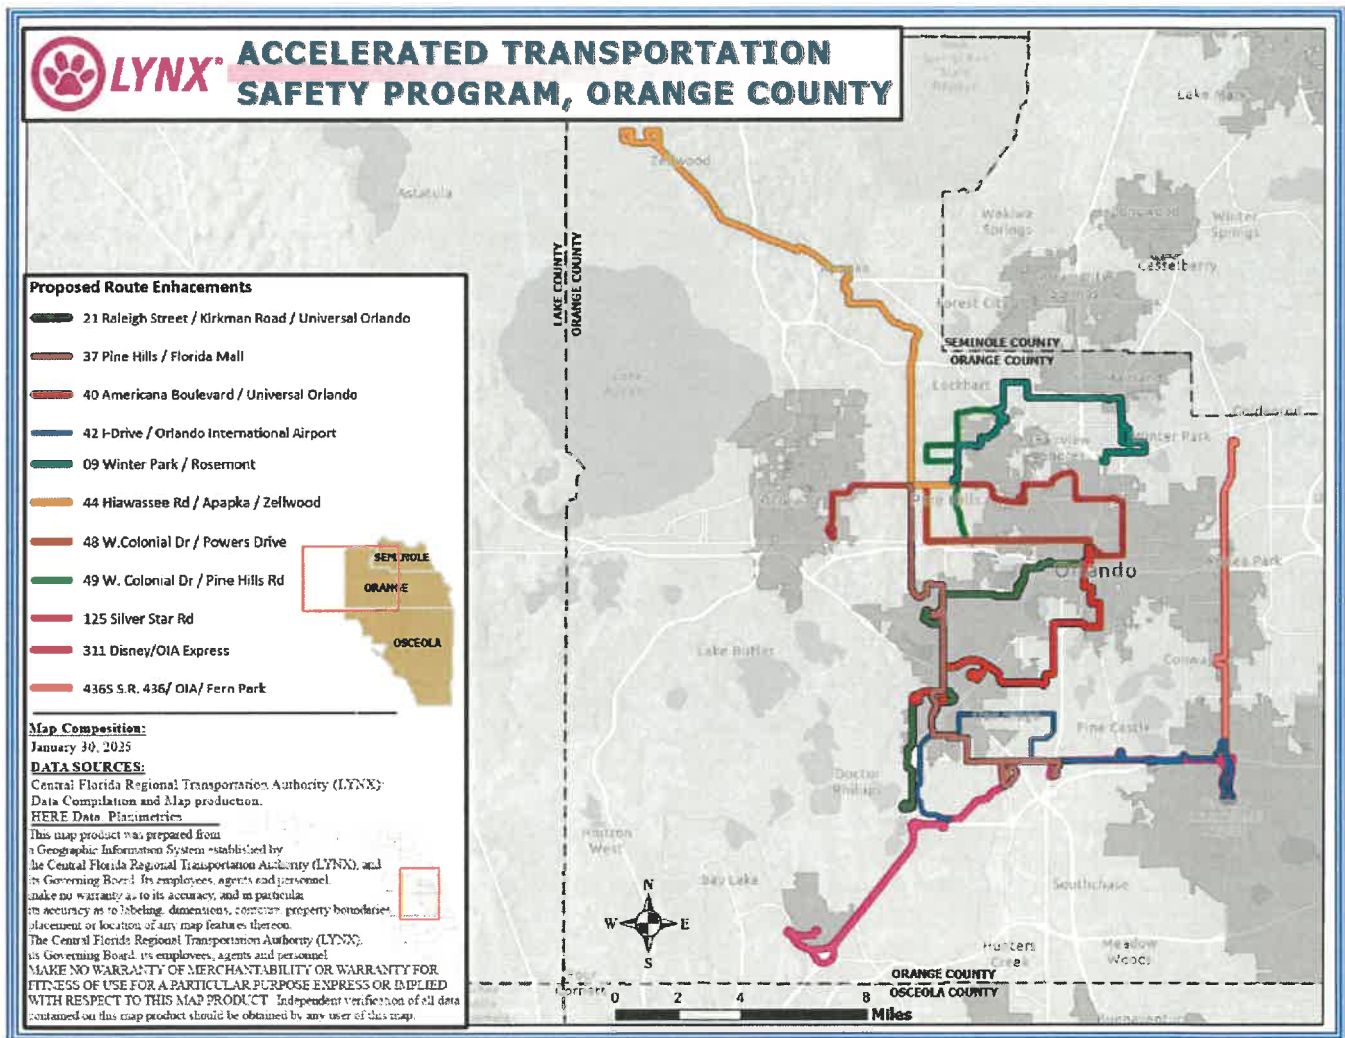 LYNX®
ACCELERATED TRANSPORTATION
SAFETY PROGRAM, ORANGE COUNTY
Lake Mary
Zellwood
Astatula
Wekiwa
Springs
Longwood
Winter
Springs
Casselberry
LAKE COUNTY
ORANGE COUNTY
Apopka
Forest City
SEMINOLE COUNTY
ORANGE COUNTY
Lockhart
Maitland
Winter Park
Pine Hills
Orlando
Lake Butler
Conway
Pine Castle
Doctor
Phillips
Horizon
West
Bay Lake
Southchase
Hunters
Creek
Meadow
Woods
Four
Corners
ORANGE COUNTY
OSCEOLA COUNTY
N
W
E
S
0 2 4 8
Miles
Proposed Route Enhacements
21 Raleigh Street / Kirkman Road / Universal Orlando
37 Pine Hills / Florida Mall
40 Americana Boulevard / Universal Orlando
42 I-Drive / Orlando International Airport
09 Winter Park / Rosemont
44 Hiawassee Rd / Apapka / Zellwood
48 W.Colonial Dr / Powers Drive
49 W. Colonial Dr / Pine Hills Rd
125 Silver Star Rd
311 Disney/OIA Express
436S S.R. 436/ OIA/ Fern Park
SEMINOLE
ORANGE
OSCEOLA
Map Composition:
January 30, 2025
DATA SOURCES:
Central Florida Regional Transportation Authority (LYNX):
Data Compilation and Map production.
HERE Data, Planimetrics
This map product was prepared from
a Geographic Information System established by
the Central Florida Regional Transportation Authority (LYNX), and
its Governing Board. Its employees, agents and personnel,
make no warranty as to its accuracy, and in particular
its accuracy as to labeling, dimensions, contours, property boundaries,
placement or location of any map features thereon.
The Central Florida Regional Transportation Authority (LYNX),
its Governing Board, its employees, agents and personnel
MAKE NO WARRANTY OF MERCHANTABILITY OR WARRANTY FOR
FITNESS OF USE FOR A PARTICULAR PURPOSE EXPRESS OR IMPLIED
WITH RESPECT TO THIS MAP PRODUCT. Independent verification of all data
contained on this map product should be obtained by any user of this map.